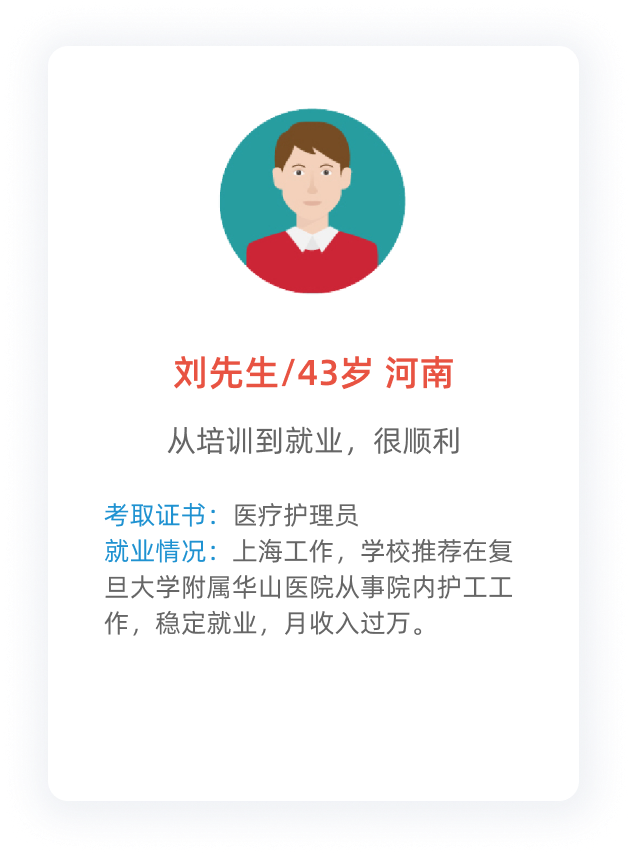 刘先生/43岁 河南
从培训到就业，很顺利
考取证书：医疗护理员
就业情况：上海工作，学校推荐在复
旦大学附属华山医院从事院内护工工
作，稳定就业，月收入过万。